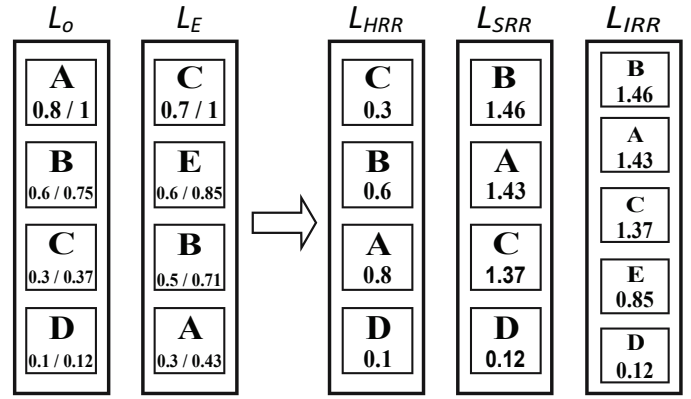 L_o
A
0.8 / 1
B
0.6 / 0.75
C
0.3 / 0.37
D
0.1 / 0.12
L_E
C
0.7 / 1
E
0.6 / 0.85
B
0.5 / 0.71
A
0.3 / 0.43
L_HRR
C
0.3
B
0.6
A
0.8
D
0.1
L_SRR
B
1.46
A
1.43
C
1.37
D
0.12
L_IRR
B
1.46
A
1.43
C
1.37
E
0.85
D
0.12